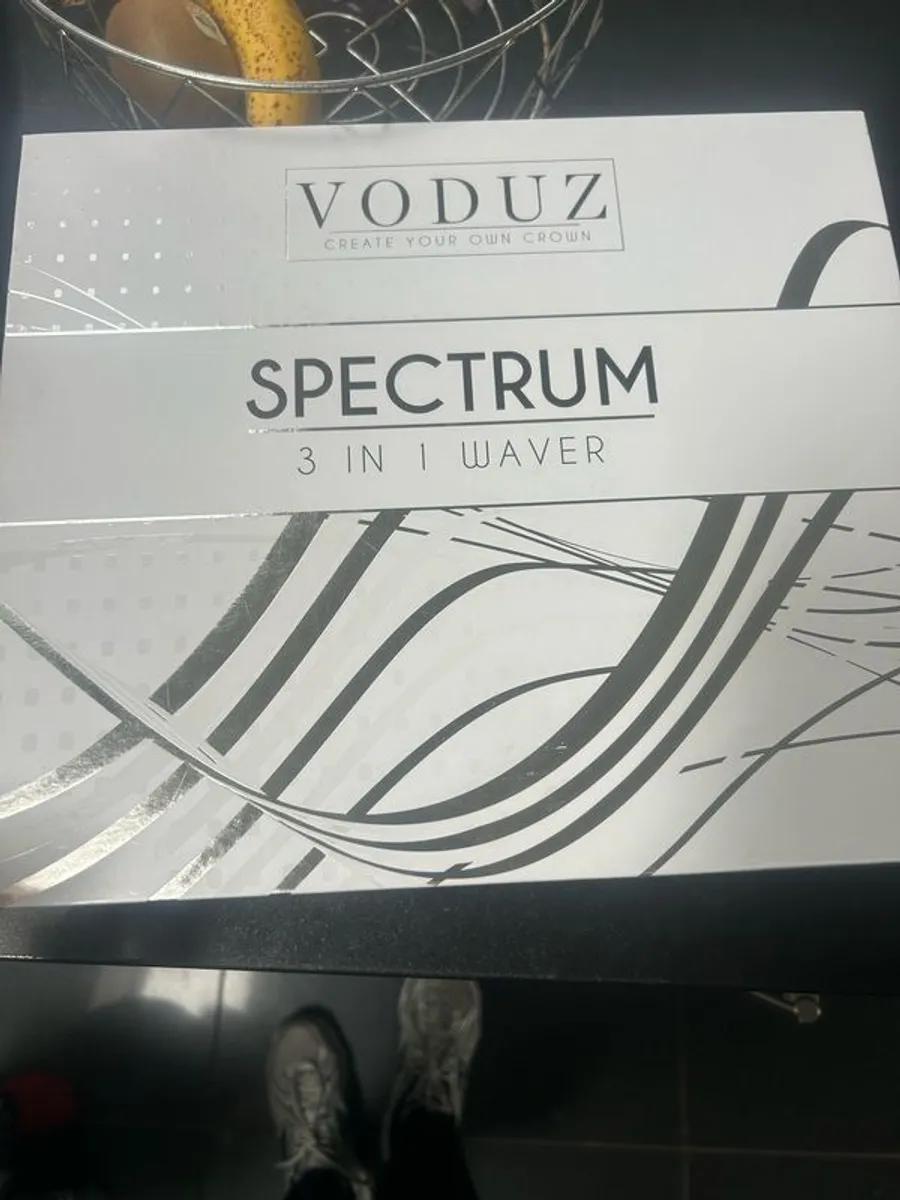 VODUZ
CREATE YOUR OWN CROWN
SPECTRUM
3 IN 1 WAVER